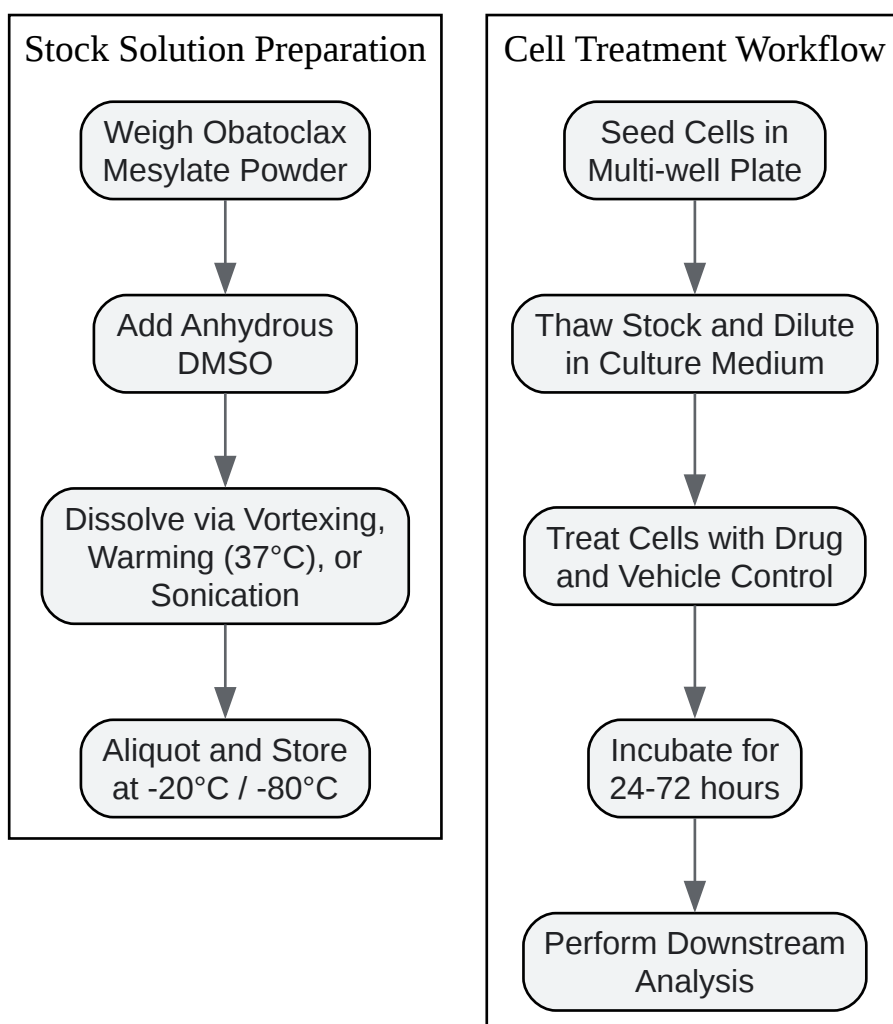 Stock Solution Preparation
Weigh Obatoclax
Mesylate Powder
Add Anhydrous
DMSO
Dissolve via Vortexing,
Warming (37°C), or
Sonication
Aliquot and Store
at -20°C / -80°C
Cell Treatment Workflow
Seed Cells in
Multi-well Plate
Thaw Stock and Dilute
in Culture Medium
Treat Cells with Drug
and Vehicle Control
Incubate for
24-72 hours
Perform Downstream
Analysis